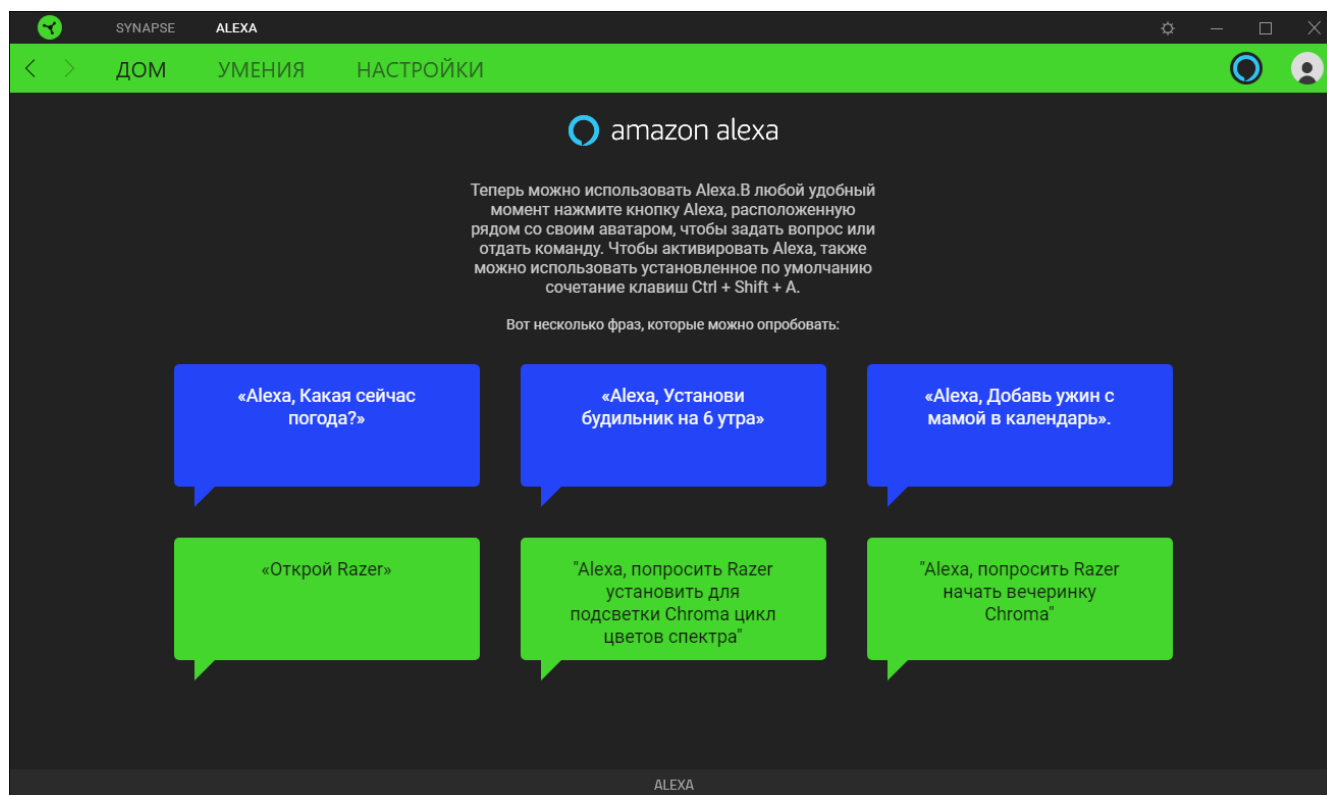 SYNAPSE ALEXA
ДОМ УМЕНИЯ НАСТРОЙКИ
amazon alexa
Теперь можно использовать Alexa.В любой удобный
момент нажмите кнопку Alexa, расположенную
рядом со своим аватаром, чтобы задать вопрос или
отдать команду. Чтобы активировать Alexa, также
можно использовать установленное по умолчанию
сочетание клавиш Ctrl + Shift + A.
Вот несколько фраз, которые можно опробовать:
«Alexa, Какая сейчас
погода?»
«Alexa, Установи
будильник на 6 утра»
«Alexa, Добавь ужин с
мамой в календарь».
«Открой Razer»
"Alexa, попросить Razer
установить для
подсветки Chroma цикл
цветов спектра"
"Alexa, попросить Razer
начать вечеринку
Chroma"
ALEXA